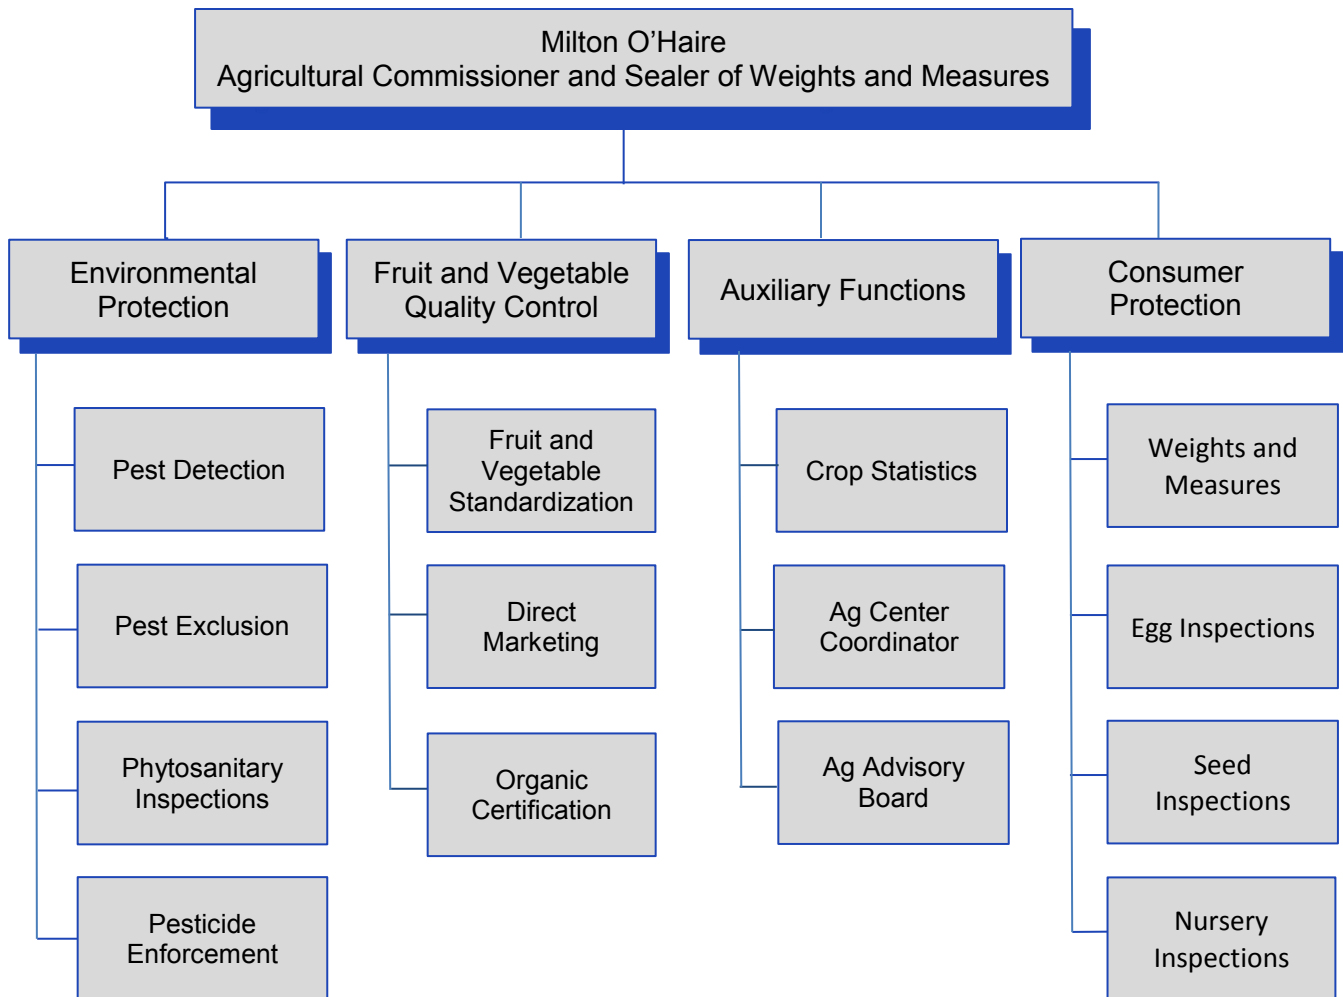 Milton O’Haire
Agricultural Commissioner and Sealer of Weights and Measures
Environmental
Protection
Fruit and Vegetable
Quality Control
Auxiliary Functions
Consumer
Protection
Pest Detection
Pest Exclusion
Phytosanitary
Inspections
Pesticide
Enforcement
Fruit and
Vegetable
Standardization
Direct
Marketing
Organic
Certification
Crop Statistics
Ag Center
Coordinator
Ag Advisory
Board
Weights and
Measures
Egg Inspections
Seed
Inspections
Nursery
Inspections